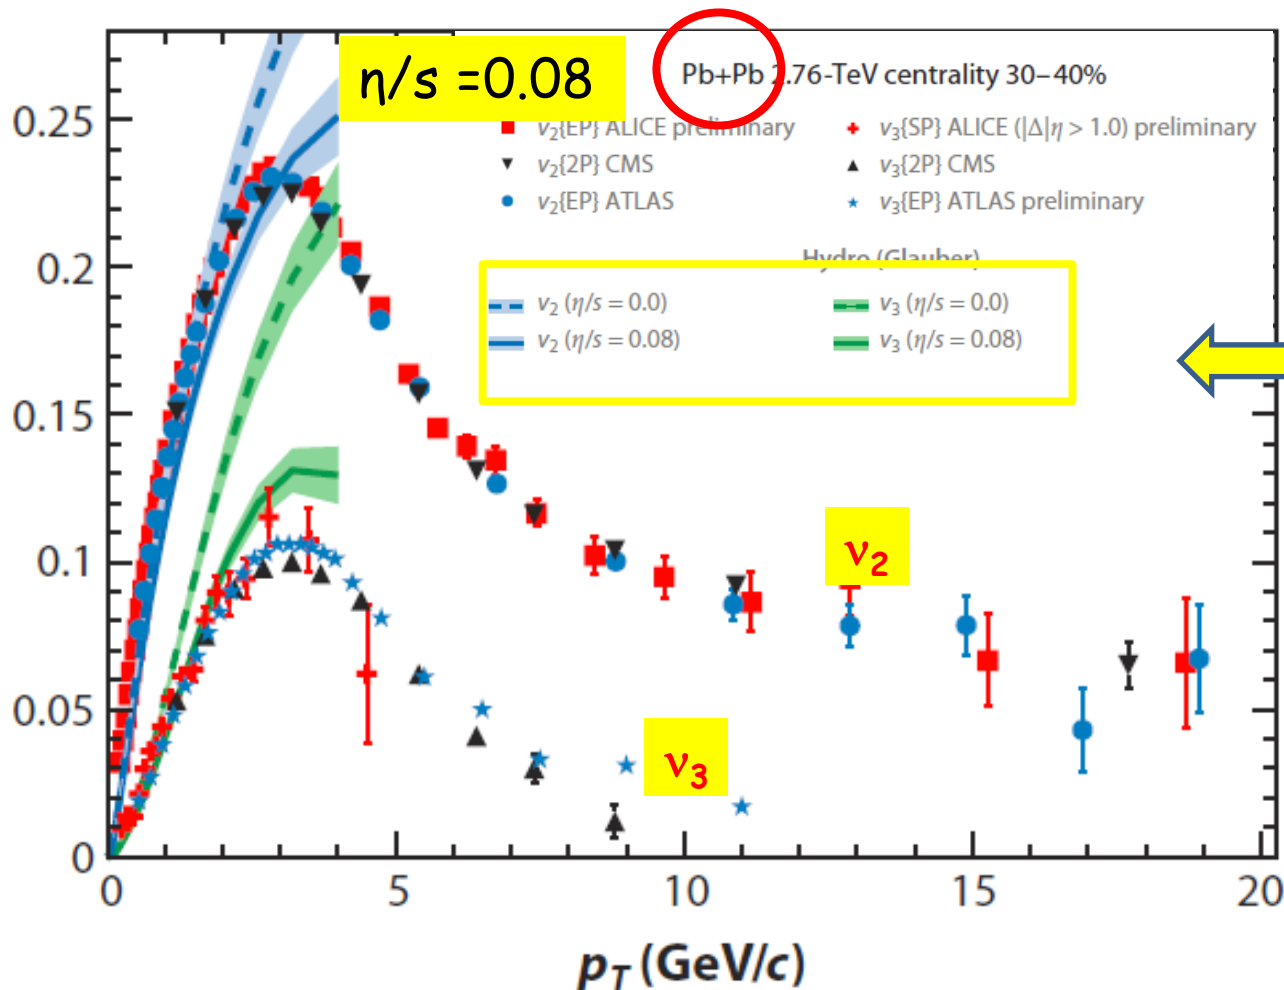 η/s =0.08
Pb+Pb 2.76-TeV centrality 30–40%
v2{EP} ALICE preliminary
v3{SP} ALICE (|Δ|η > 1.0) preliminary
v2{2P} CMS
v3{2P} CMS
v2{EP} ATLAS
v3{EP} ATLAS preliminary
Hydro (Glauber)
v2 (η/s = 0.0)
v3 (η/s = 0.0)
v2 (η/s = 0.08)
v3 (η/s = 0.08)
0.25
0.2
0.15
0.1
0.05
0
v2
v3
0 5 10 15 20
pT (GeV/c)